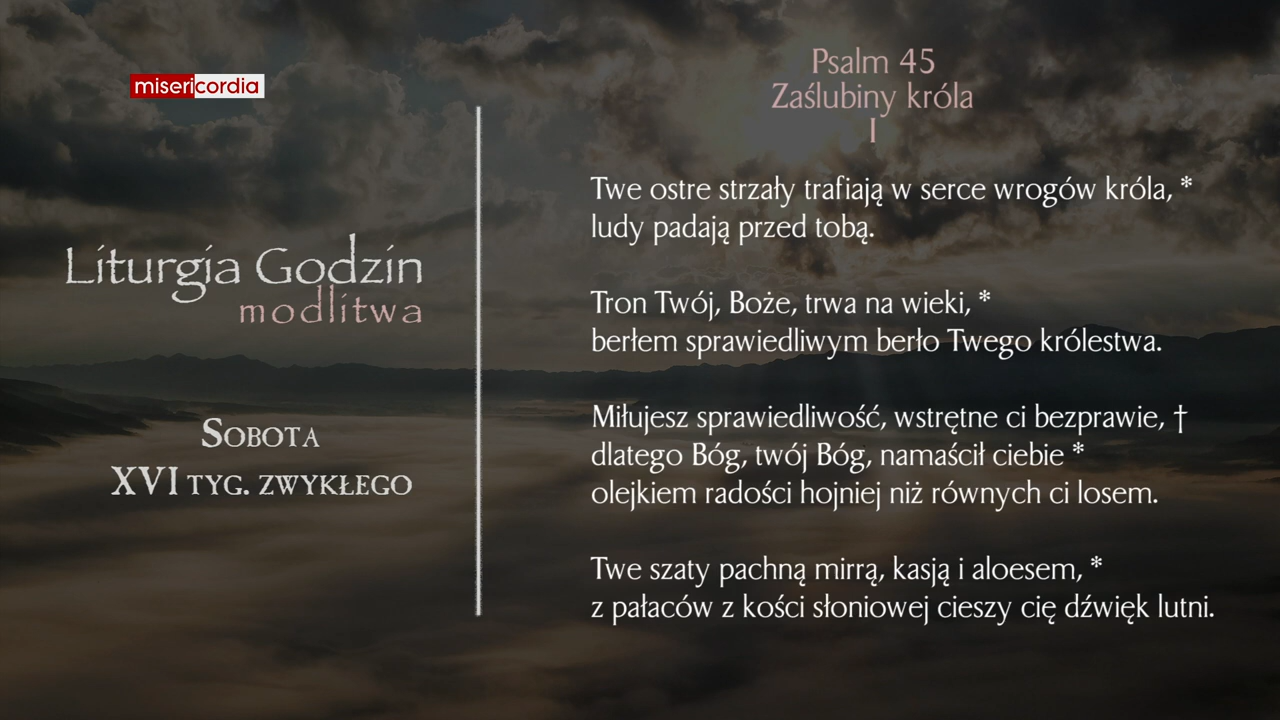 misericordia
Liturgia Godzin
modlitwa
Sobota
XVI tyg. zwykłego
Psalm 45
Zaślubiny króla
I
Twe ostre strzały trafiają w serce wrogów króla, *
ludy padają przed tobą.
Tron Twój, Boże, trwa na wieki, *
berłem sprawiedliwym berło Twego królestwa.
Miłujesz sprawiedliwość, wstrętne ci bezprawie, †
dlatego Bóg, twój Bóg, namaścił ciebie *
olejkiem radości hojniej niż równych ci losem.
Twe szaty pachną mirrą, kasją i aloesem, *
z pałaców z kości słoniowej cieszy cię dźwięk lutni.